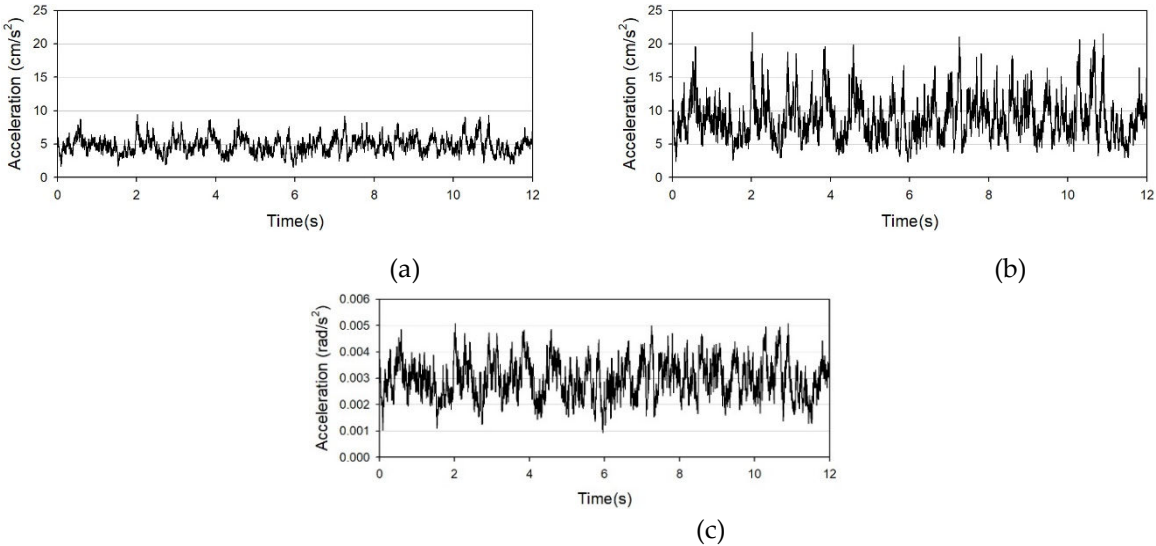 Acceleration (cm/s²)
25
20
15
10
5
0
0 2 4 6 8 10 12
Time(s)
(a)
Acceleration (cm/s²)
25
20
15
10
5
0
0 2 4 6 8 10 12
Time(s)
(b)
Acceleration (rad/s²)
0.006
0.005
0.004
0.003
0.002
0.001
0.000
0 2 4 6 8 10 12
Time(s)
(c)